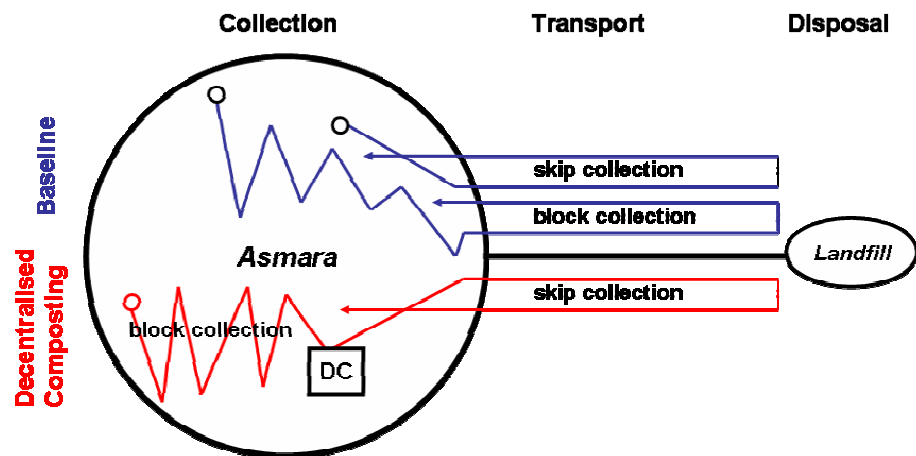 Collection
Transport
Disposal
Baseline
skip collection
block collection
Asmara
Landfill
Decentralised
Composting
skip collection
block collection
DC